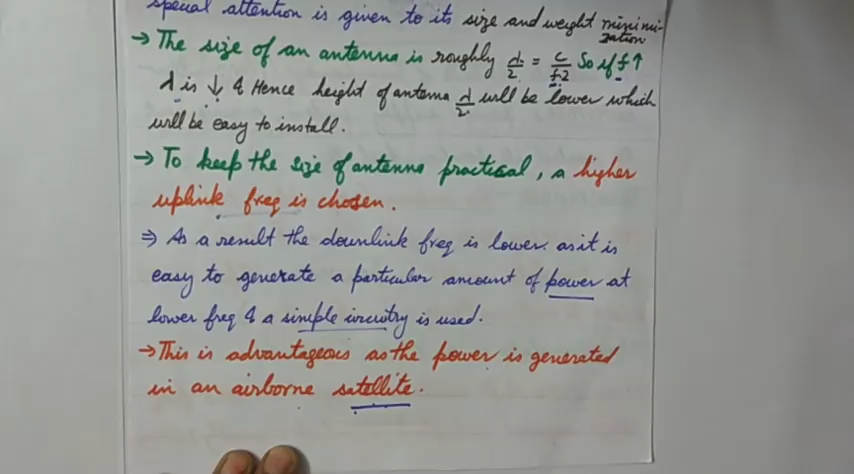 special attention is given to its size and weight minimi-
zation
→ The size of an antenna is roughly λ/2 = c/f·2 So if f↑
λ is ↓ & Hence height of antenna λ/2 will be lower which
will be easy to install.
→ To keep the size of antenna practical, a higher
uplink freq is chosen.
⇒ As a result the downlink freq is lower. as it is
easy to generate a particular amount of power at
lower freq & a simple circuitry is used.
→ This is advantageous as the power is generated
in an airborne satellite.